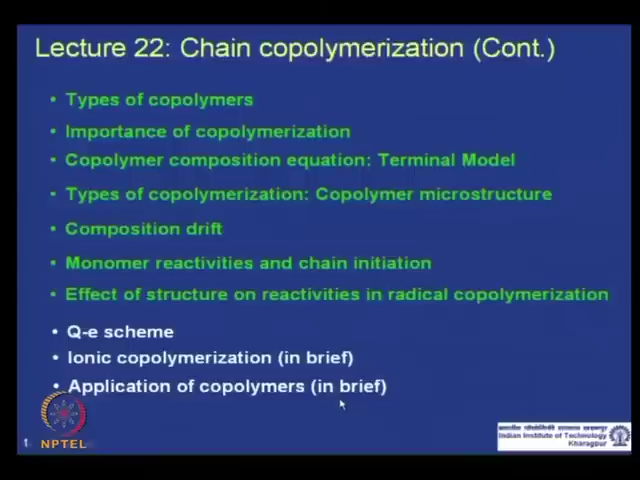 Lecture 22: Chain copolymerization (Cont.)
• Types of copolymers
• Importance of copolymerization
• Copolymer composition equation: Terminal Model
• Types of copolymerization: Copolymer microstructure
• Composition drift
• Monomer reactivities and chain initiation
• Effect of structure on reactivities in radical copolymerization
• Q-e scheme
• Ionic copolymerization (in brief)
• Application of copolymers (in brief)
1
NPTEL
Indian Institute of Technology
Kharagpur